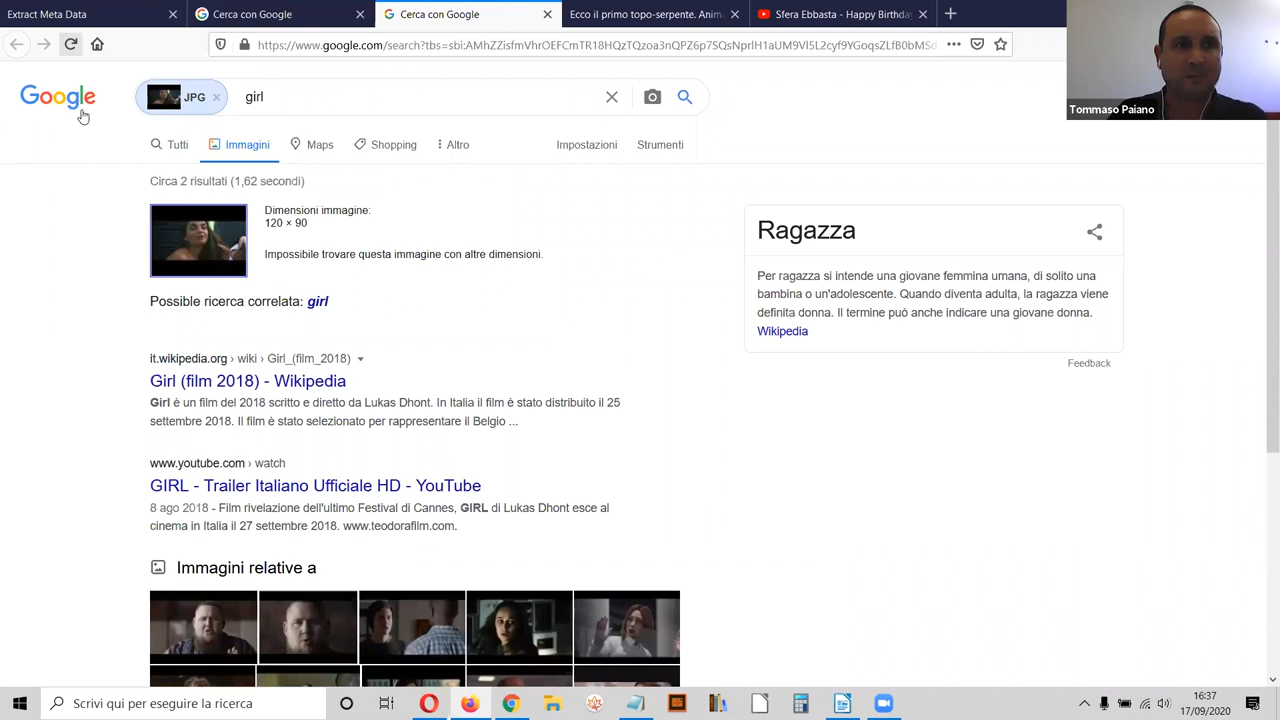 Extract Meta Data
Cerca con Google
Cerca con Google
Ecco il primo topo-serpente. Anim
Sfera Ebbasta - Happy Birthday
https://www.google.com/search?tbs=sbi:
Tommaso Paiano
Google
JPG
girl
Tutti
Immagini
Maps
Shopping
Altro
Impostazioni
Strumenti
Circa 2 risultati (1,62 secondi)
Dimensioni immagine:
120 × 90
Impossibile trovare questa immagine con altre dimensioni.
Possible ricerca correlata: girl
it.wikipedia.org › wiki › Girl_(film_2018)
Girl (film 2018) - Wikipedia
Girl è un film del 2018 scritto e diretto da Lukas Dhont. In Italia il film è stato distribuito il 25
settembre 2018. Il film è stato selezionato per rappresentare il Belgio ...
www.youtube.com › watch
GIRL - Trailer Italiano Ufficiale HD - YouTube
8 ago 2018 - Film rivelazione dell'ultimo Festival di Cannes, GIRL di Lukas Dhont esce al
cinema in Italia il 27 settembre 2018. www.teodorafilm.com.
Immagini relative a
Ragazza
Per ragazza si intende una giovane femmina umana, di solito una
bambina o un'adolescente. Quando diventa adulta, la ragazza viene
definita donna. Il termine può anche indicare una giovane donna.
Wikipedia
Feedback
Scrivi qui per eseguire la ricerca
16:37
17/09/2020